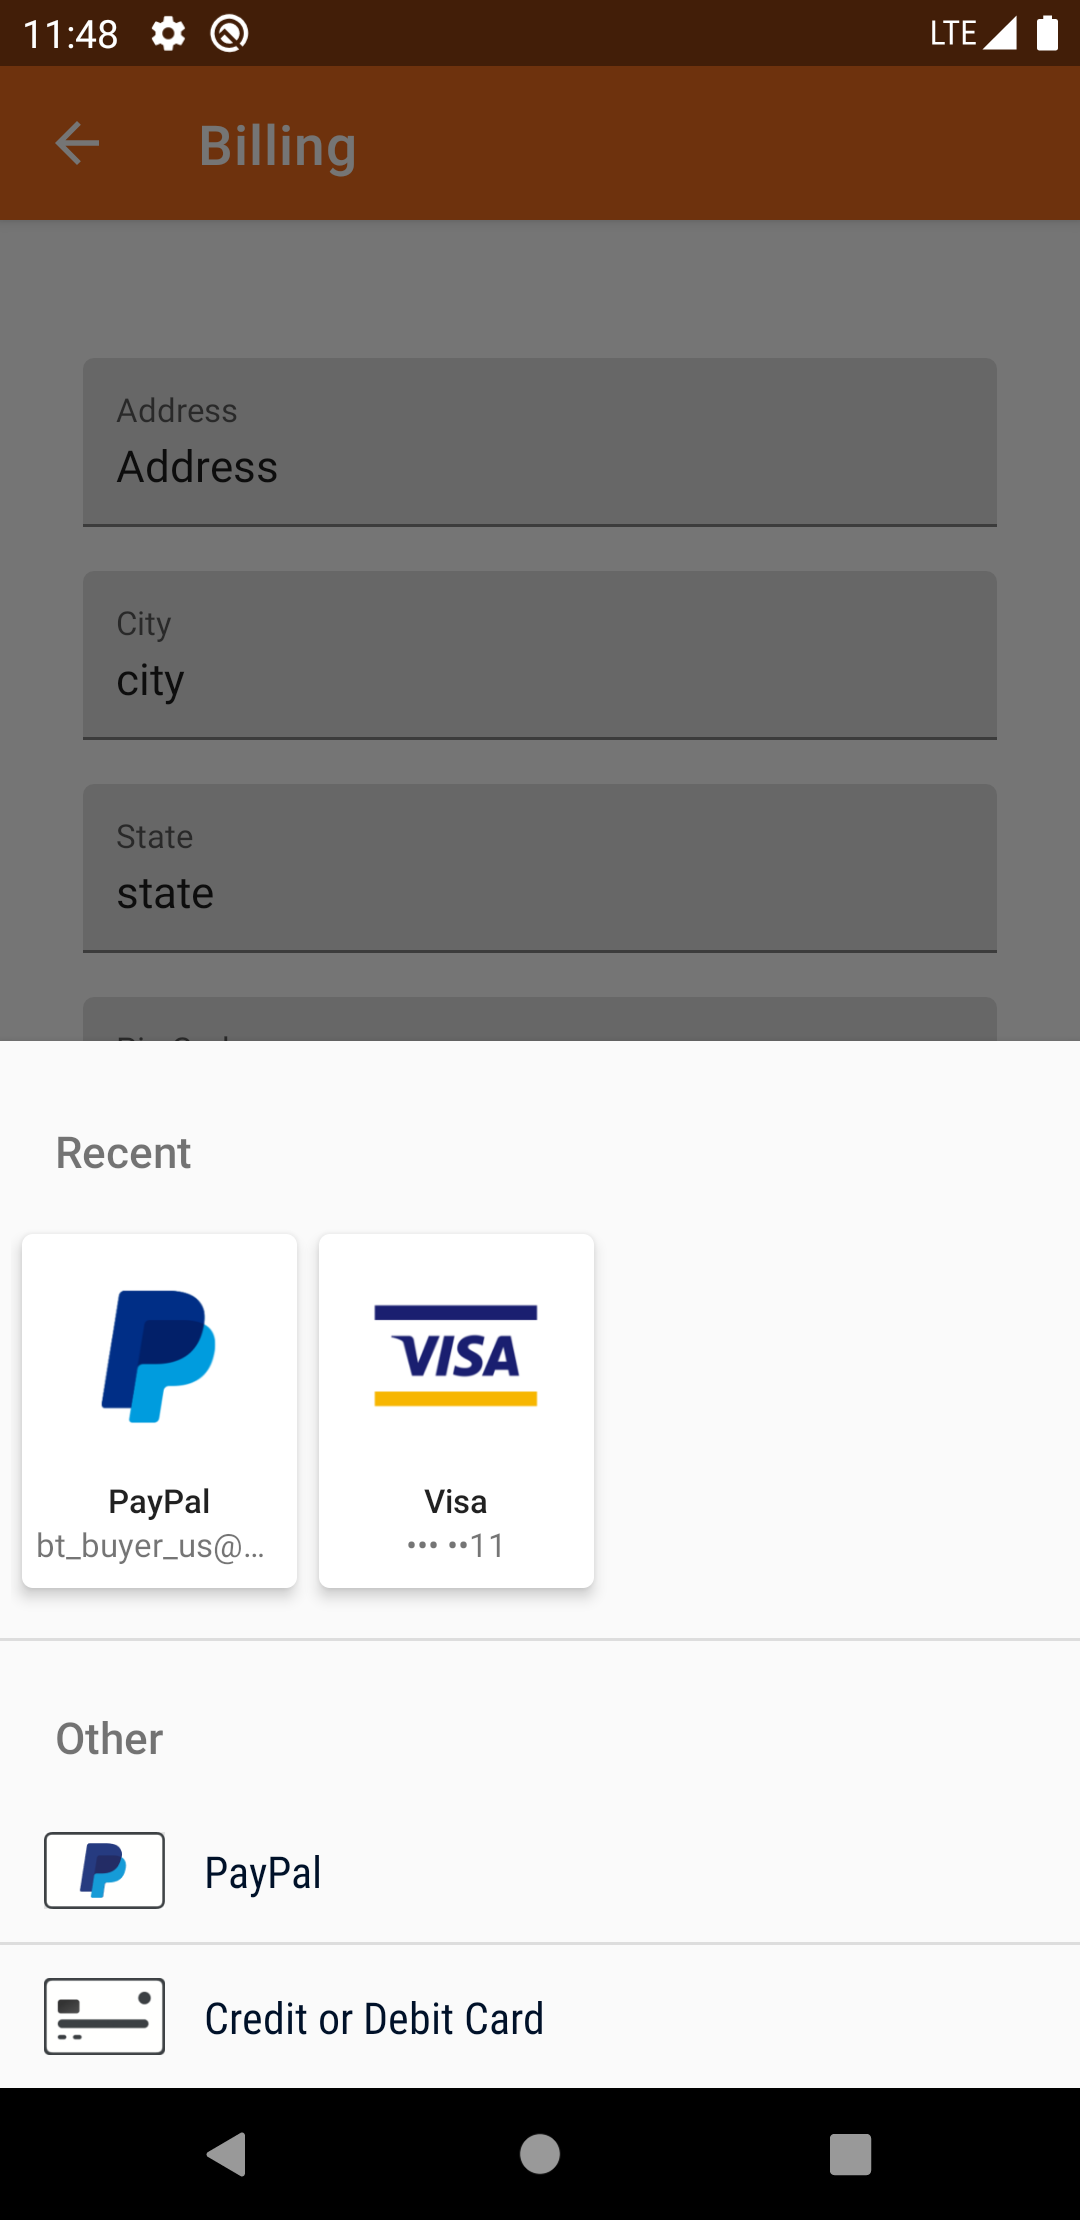 11:48 LTE
Billing
Address
Address
City
city
State
state
Recent
VISA
PayPal Visa
bt_buyer_us@... ••• ••11
Other
PayPal
Credit or Debit Card